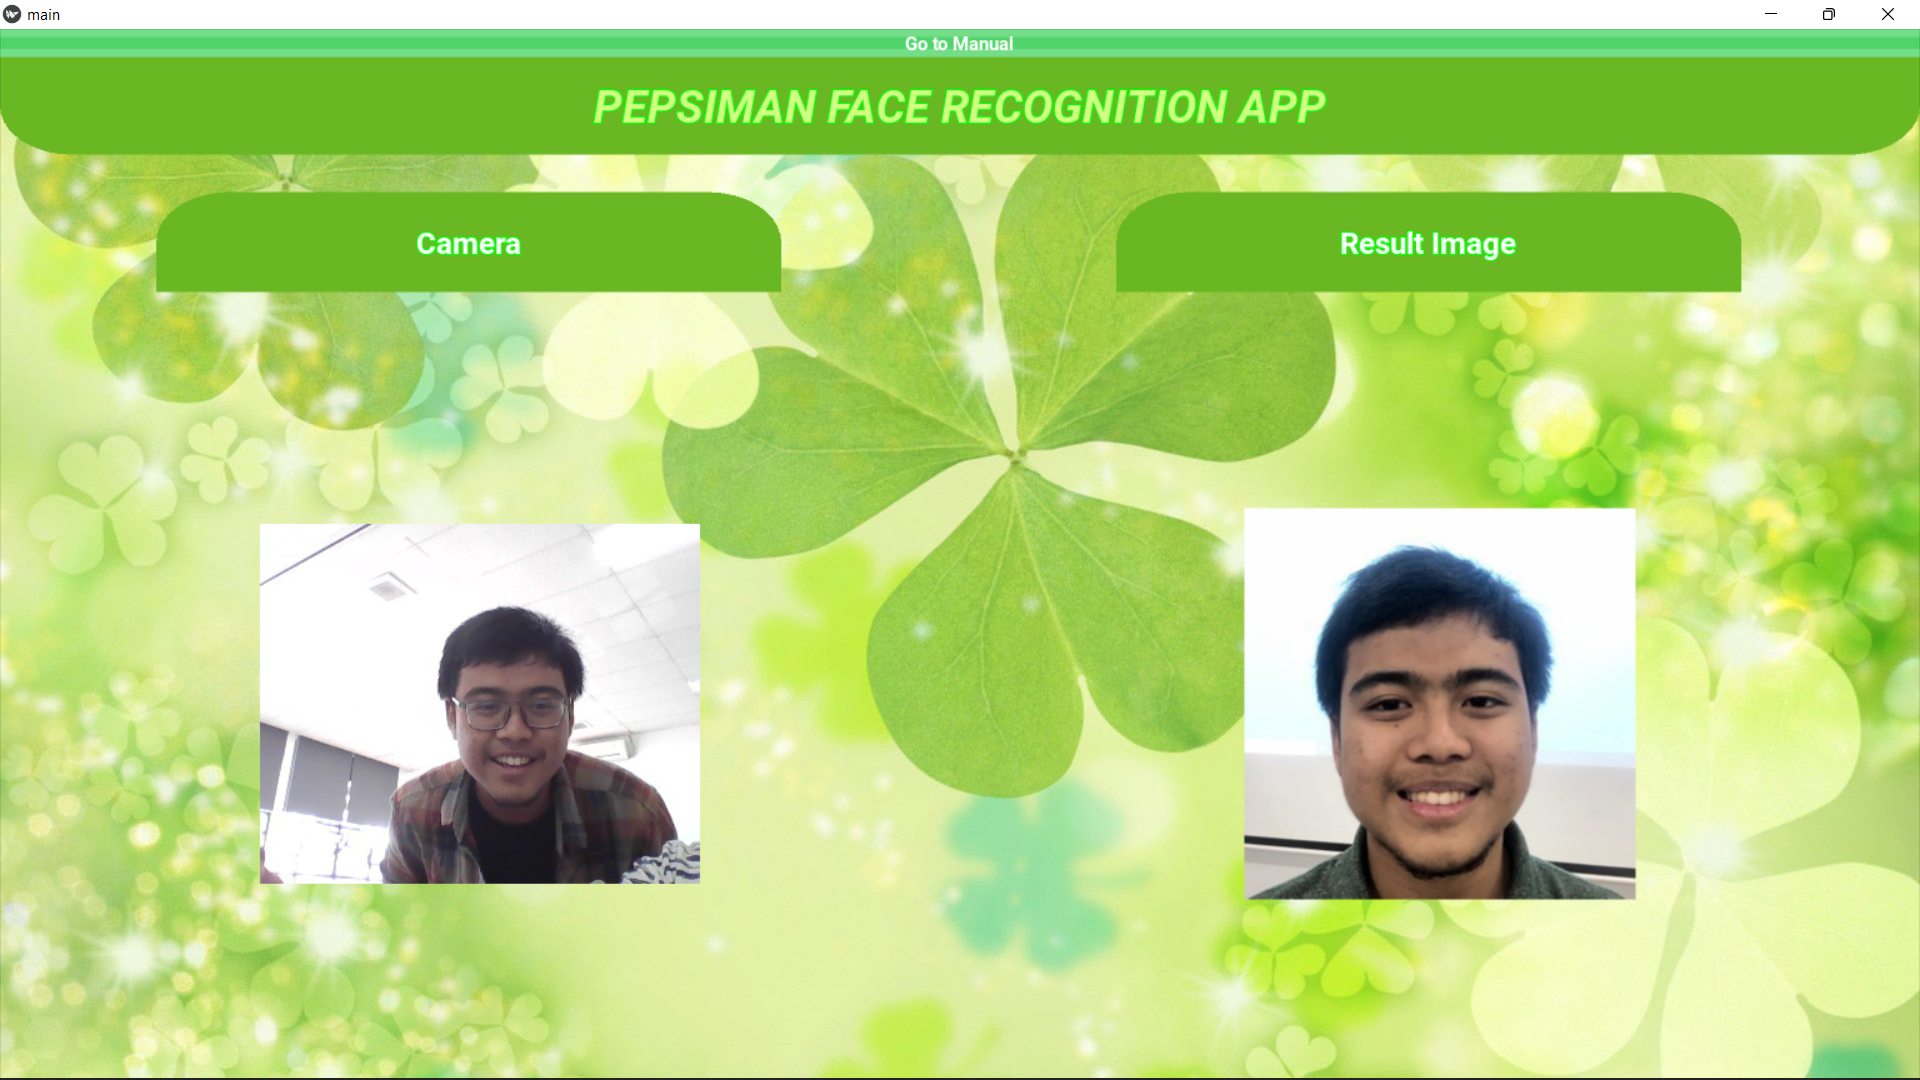 main
Go to Manual
PEPSIMAN FACE RECOGNITION APP
Camera
Result Image